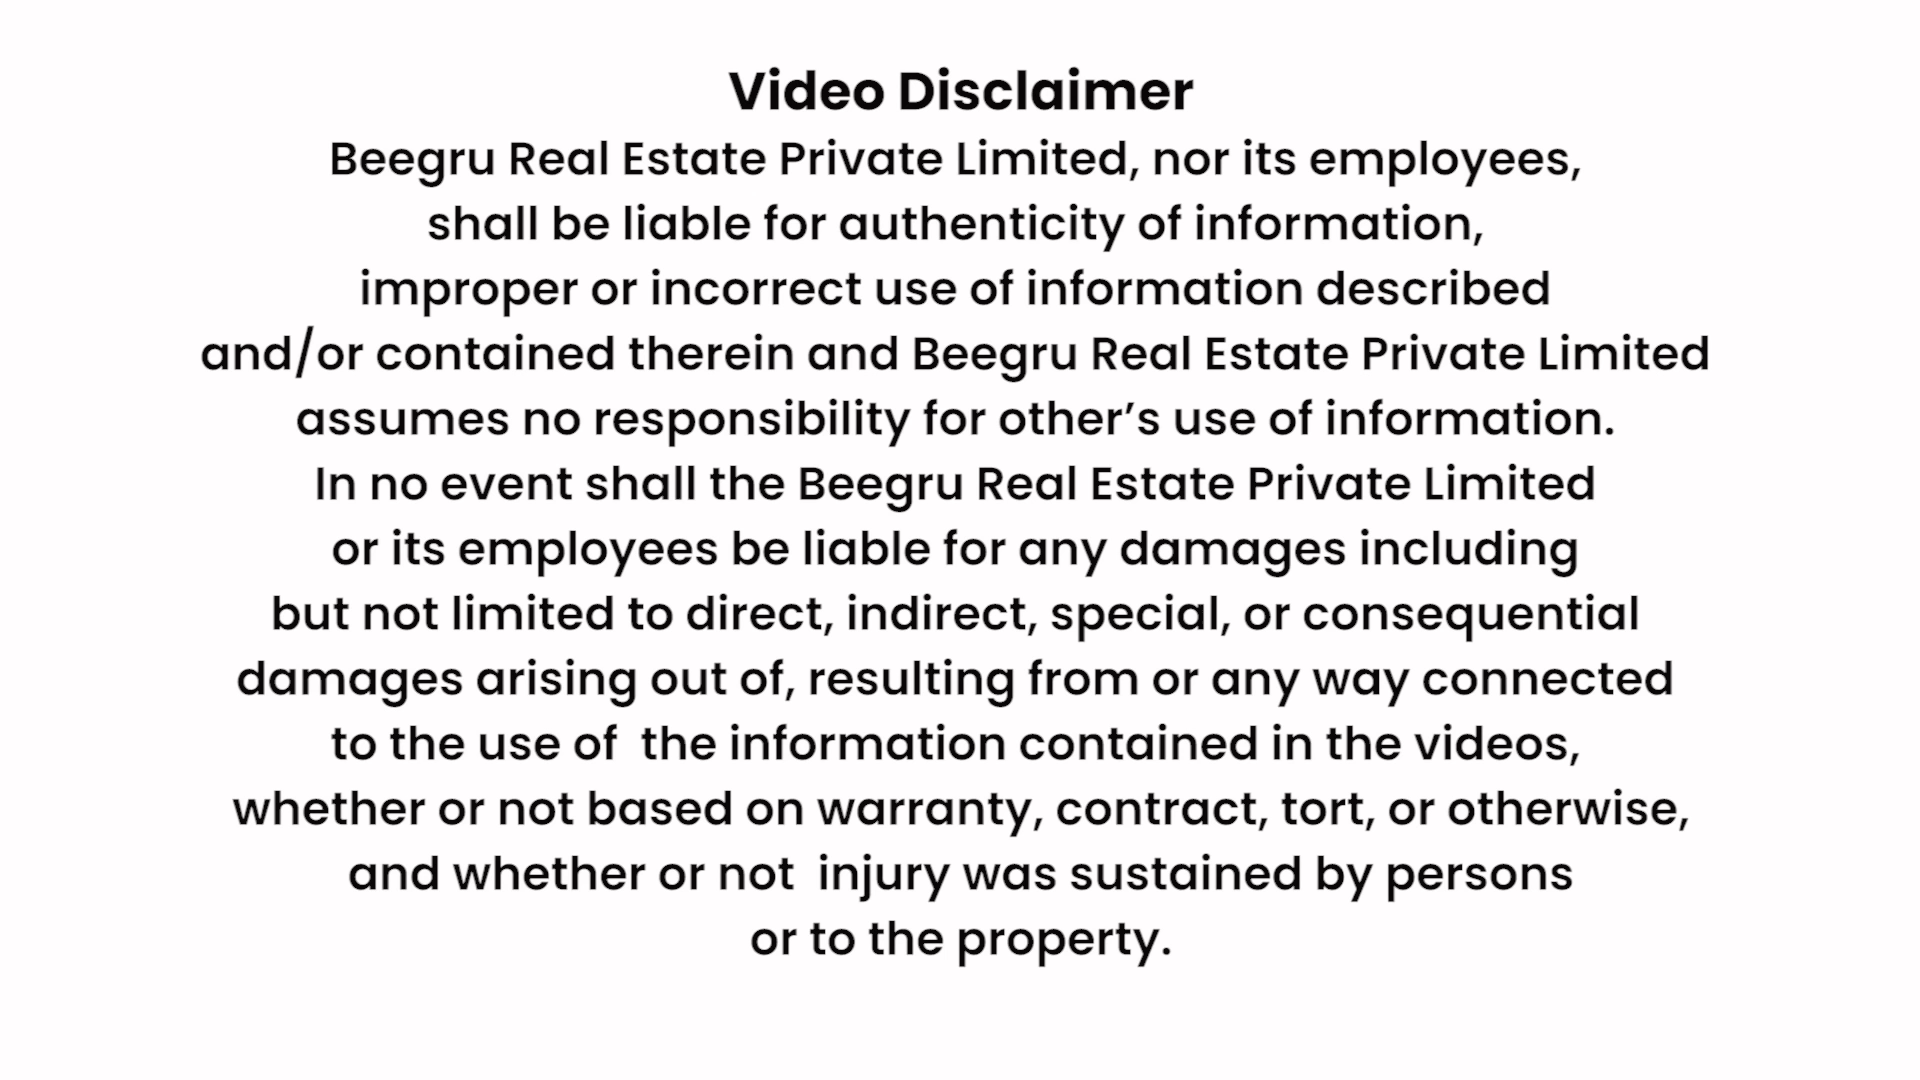 Video Disclaimer
Beegru Real Estate Private Limited, nor its employees,
shall be liable for authenticity of information,
improper or incorrect use of information described
and/or contained therein and Beegru Real Estate Private Limited
assumes no responsibility for other’s use of information.
In no event shall the Beegru Real Estate Private Limited
or its employees be liable for any damages including
but not limited to direct, indirect, special, or consequential
damages arising out of, resulting from or any way connected
to the use of  the information contained in the videos,
whether or not based on warranty, contract, tort, or otherwise,
and whether or not  injury was sustained by persons
or to the property.